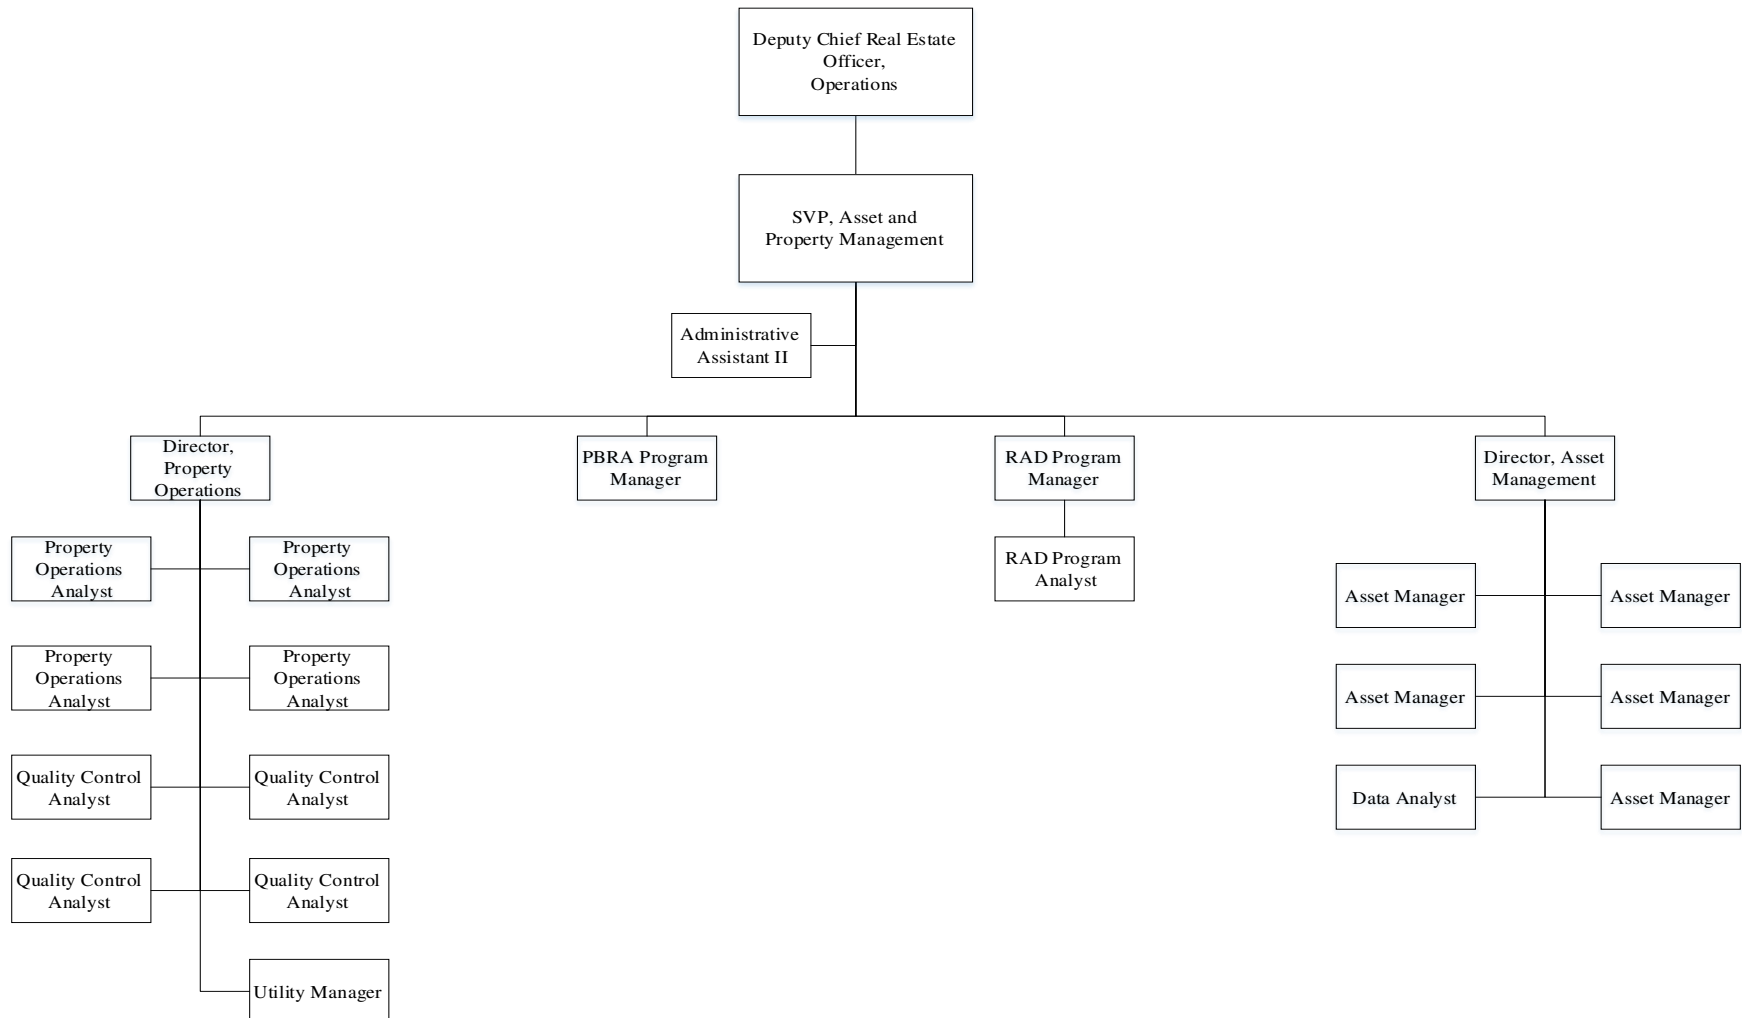 Deputy Chief Real Estate
Officer,
Operations
SVP, Asset and
Property Management
Administrative
Assistant II
Director,
Property
Operations
PBRA Program
Manager
RAD Program
Manager
Director, Asset
Management
Property
Operations
Analyst
Property
Operations
Analyst
RAD Program
Analyst
Asset Manager
Asset Manager
Property
Operations
Analyst
Property
Operations
Analyst
Asset Manager
Asset Manager
Quality Control
Analyst
Quality Control
Analyst
Data Analyst
Asset Manager
Quality Control
Analyst
Quality Control
Analyst
Utility Manager